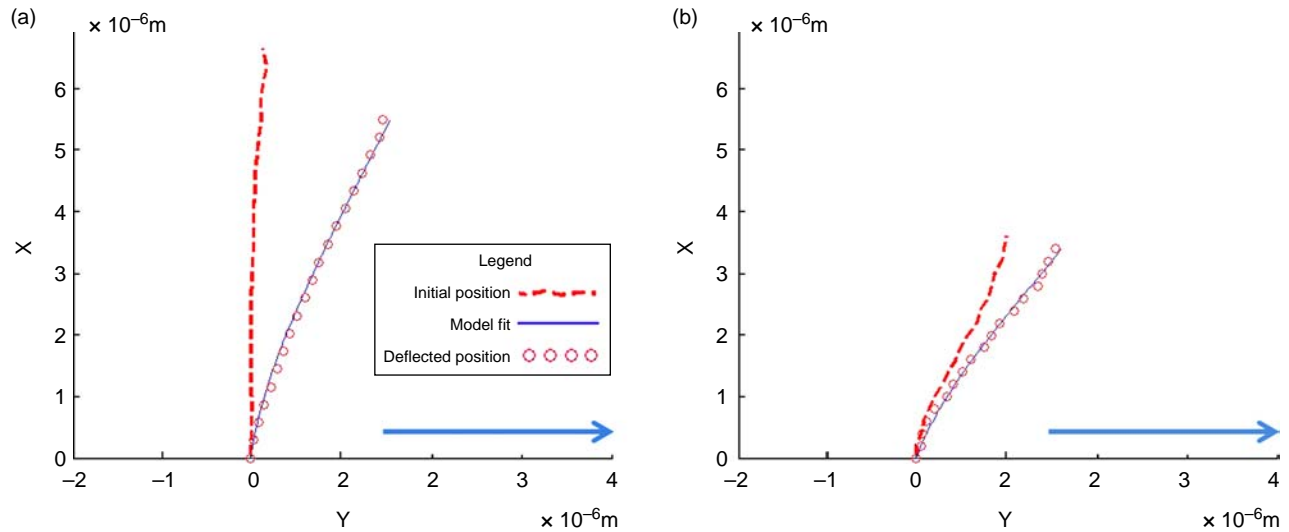 (a)
× 10⁻⁶m
6
5
4
X
3
2
1
0
–2
–1
0
2
2
3
4
Y
× 10⁻⁶m
Legend
Initial position
Model fit
Deflected position
(b)
× 10⁻⁶m
6
5
4
X
3
2
1
0
–2
–1
0
2
2
3
4
Y
× 10⁻⁶m